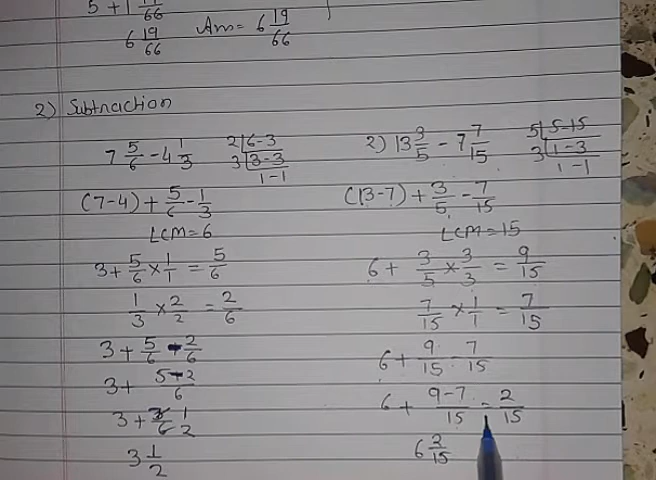 5 + 1 /66
6 19/66 Ans = 6 19/66
2) Subtraction
7 5/6 - 4 1/3
2 | 6-3
3 | 3-3
1-1
(7-4) + 5/6 - 1/3
LCM = 6
3 + 5/6 × 1/1 = 5/6
1/3 × 2/2 = 2/6
3 + 5/6 - 2/6
3 + 5-2/6
3 + 3/6 1/2
3 1/2
2) 13 3/5 - 7 7/15
5 | 5-15
3 | 1-3
1-1
(13-7) + 3/5 - 7/15
LCM = 15
6 + 3/5 × 3/3 = 9/15
7/15 × 1/1 = 7/15
6 + 9/15 - 7/15
6 + 9-7/15 = 2/15
6 2/15